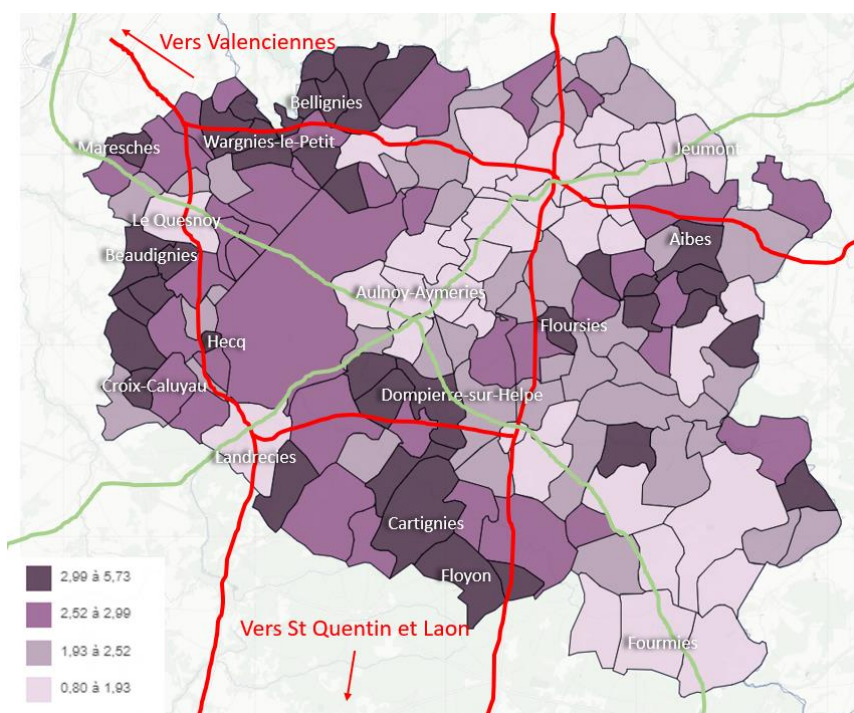 Vers Valenciennes
Bellignies
Maresches
Wargnies-le-Petit
Jeumont
Le Quesnoy
Aibes
Beaudignies
Aulnoy-Aymeries
Floursies
Hecq
Croix-Caluyau
Dompierre-sur-Helpe
Landrecies
Cartignies
Floyon
2,99 à 5,73
2,52 à 2,99
1,93 à 2,52
0,80 à 1,93
Vers St Quentin et Laon
Fourmies